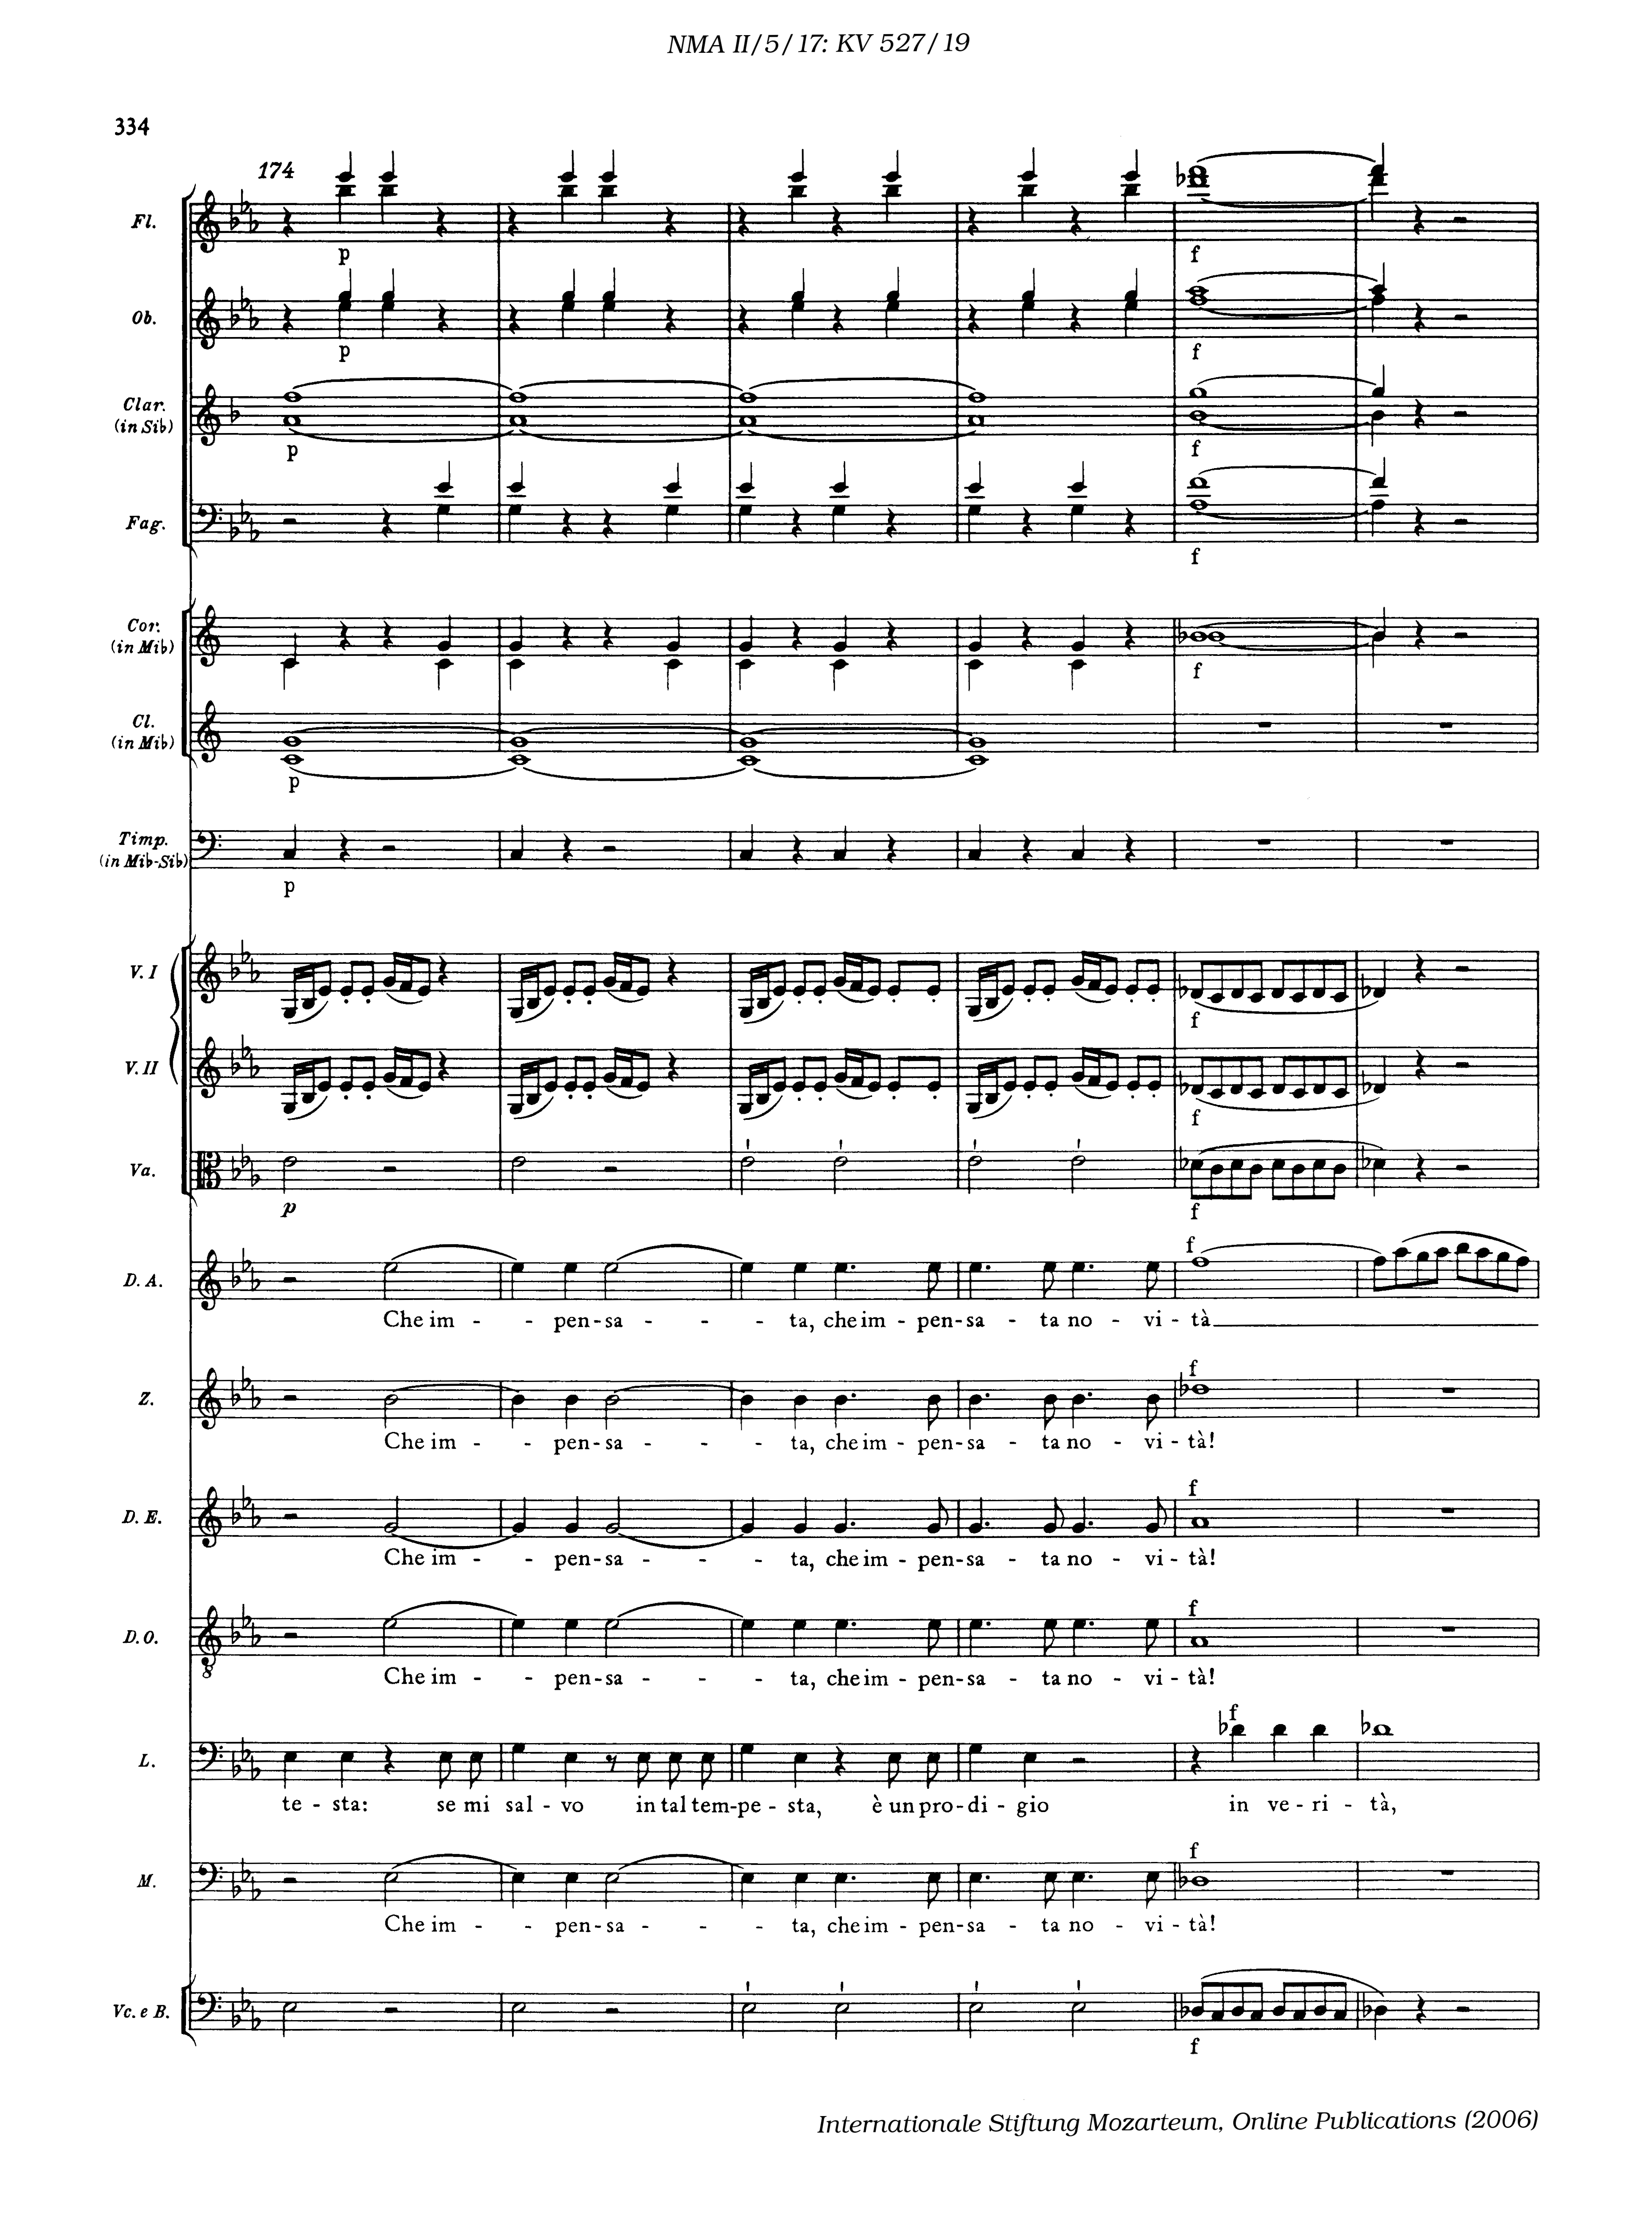 NMA II/5/17: KV 527/19
334
174
Fl.
p
f
Ob.
p
f
Clar.
(in Sib)
p
f
Fag.
f
Cor.
(in Mib)
f
Cl.
(in Mib)
p
Timp.
(in Mib-Sib)
p
V. I
f
V. II
f
Va.
p
f
D. A.
f
Che im - - pen - sa - - - ta, che im - pen - sa - ta no - vi - tà
Z.
f
Che im - - pen - sa - - - ta, che im - pen - sa - ta no - vi - tà!
D. E.
f
Che im - - pen - sa - - - ta, che im - pen - sa - ta no - vi - tà!
D. O.
f
Che im - - pen - sa - - - ta, che im - pen - sa - ta no - vi - tà!
L.
f
te - sta: se mi sal - vo in tal tem - pe - sta, è un pro - di - gio in ve - ri - tà,
M.
f
Che im - - pen - sa - - - ta, che im - pen - sa - ta no - vi - tà!
Vc. e B.
f
Internationale Stiftung Mozarteum, Online Publications (2006)